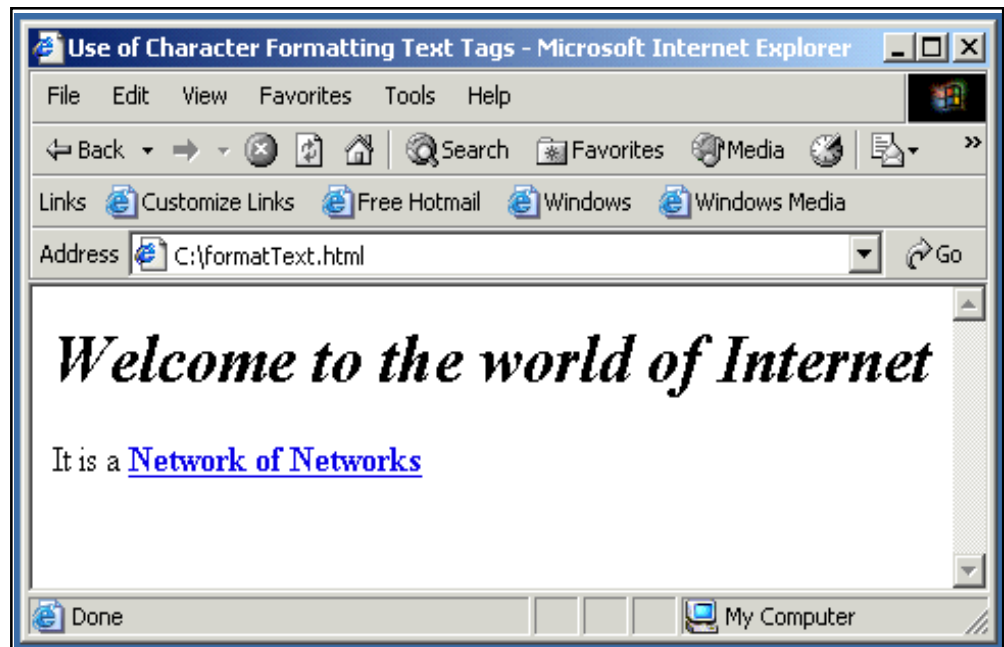 Use of Character Formatting Text Tags - Microsoft Internet Explorer
File Edit View Favorites Tools Help
Back Search Favorites Media »
Links Customize Links Free Hotmail Windows Windows Media
Address C:\formatText.html Go
Welcome to the world of Internet
It is a Network of Networks
Done My Computer